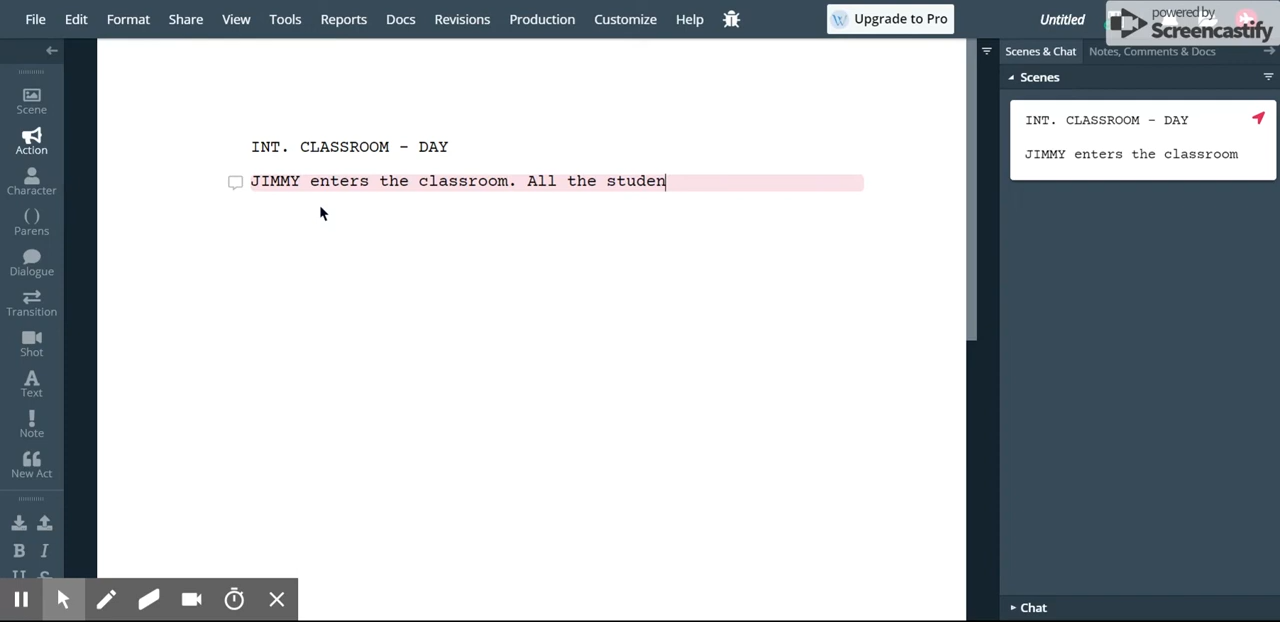 File Edit Format Share View Tools Reports Docs Revisions Production Customize Help W Upgrade to Pro Untitled
powered by
Screencastify
Scenes & Chat Notes, Comments & Docs
Scenes
INT. CLASSROOM - DAY
JIMMY enters the classroom
Chat
Scene
Action
Character
( )
Parens
Dialogue
Transition
Shot
A
Text
!
Note
New Act
B I
U S
INT. CLASSROOM - DAY
JIMMY enters the classroom. All the studen